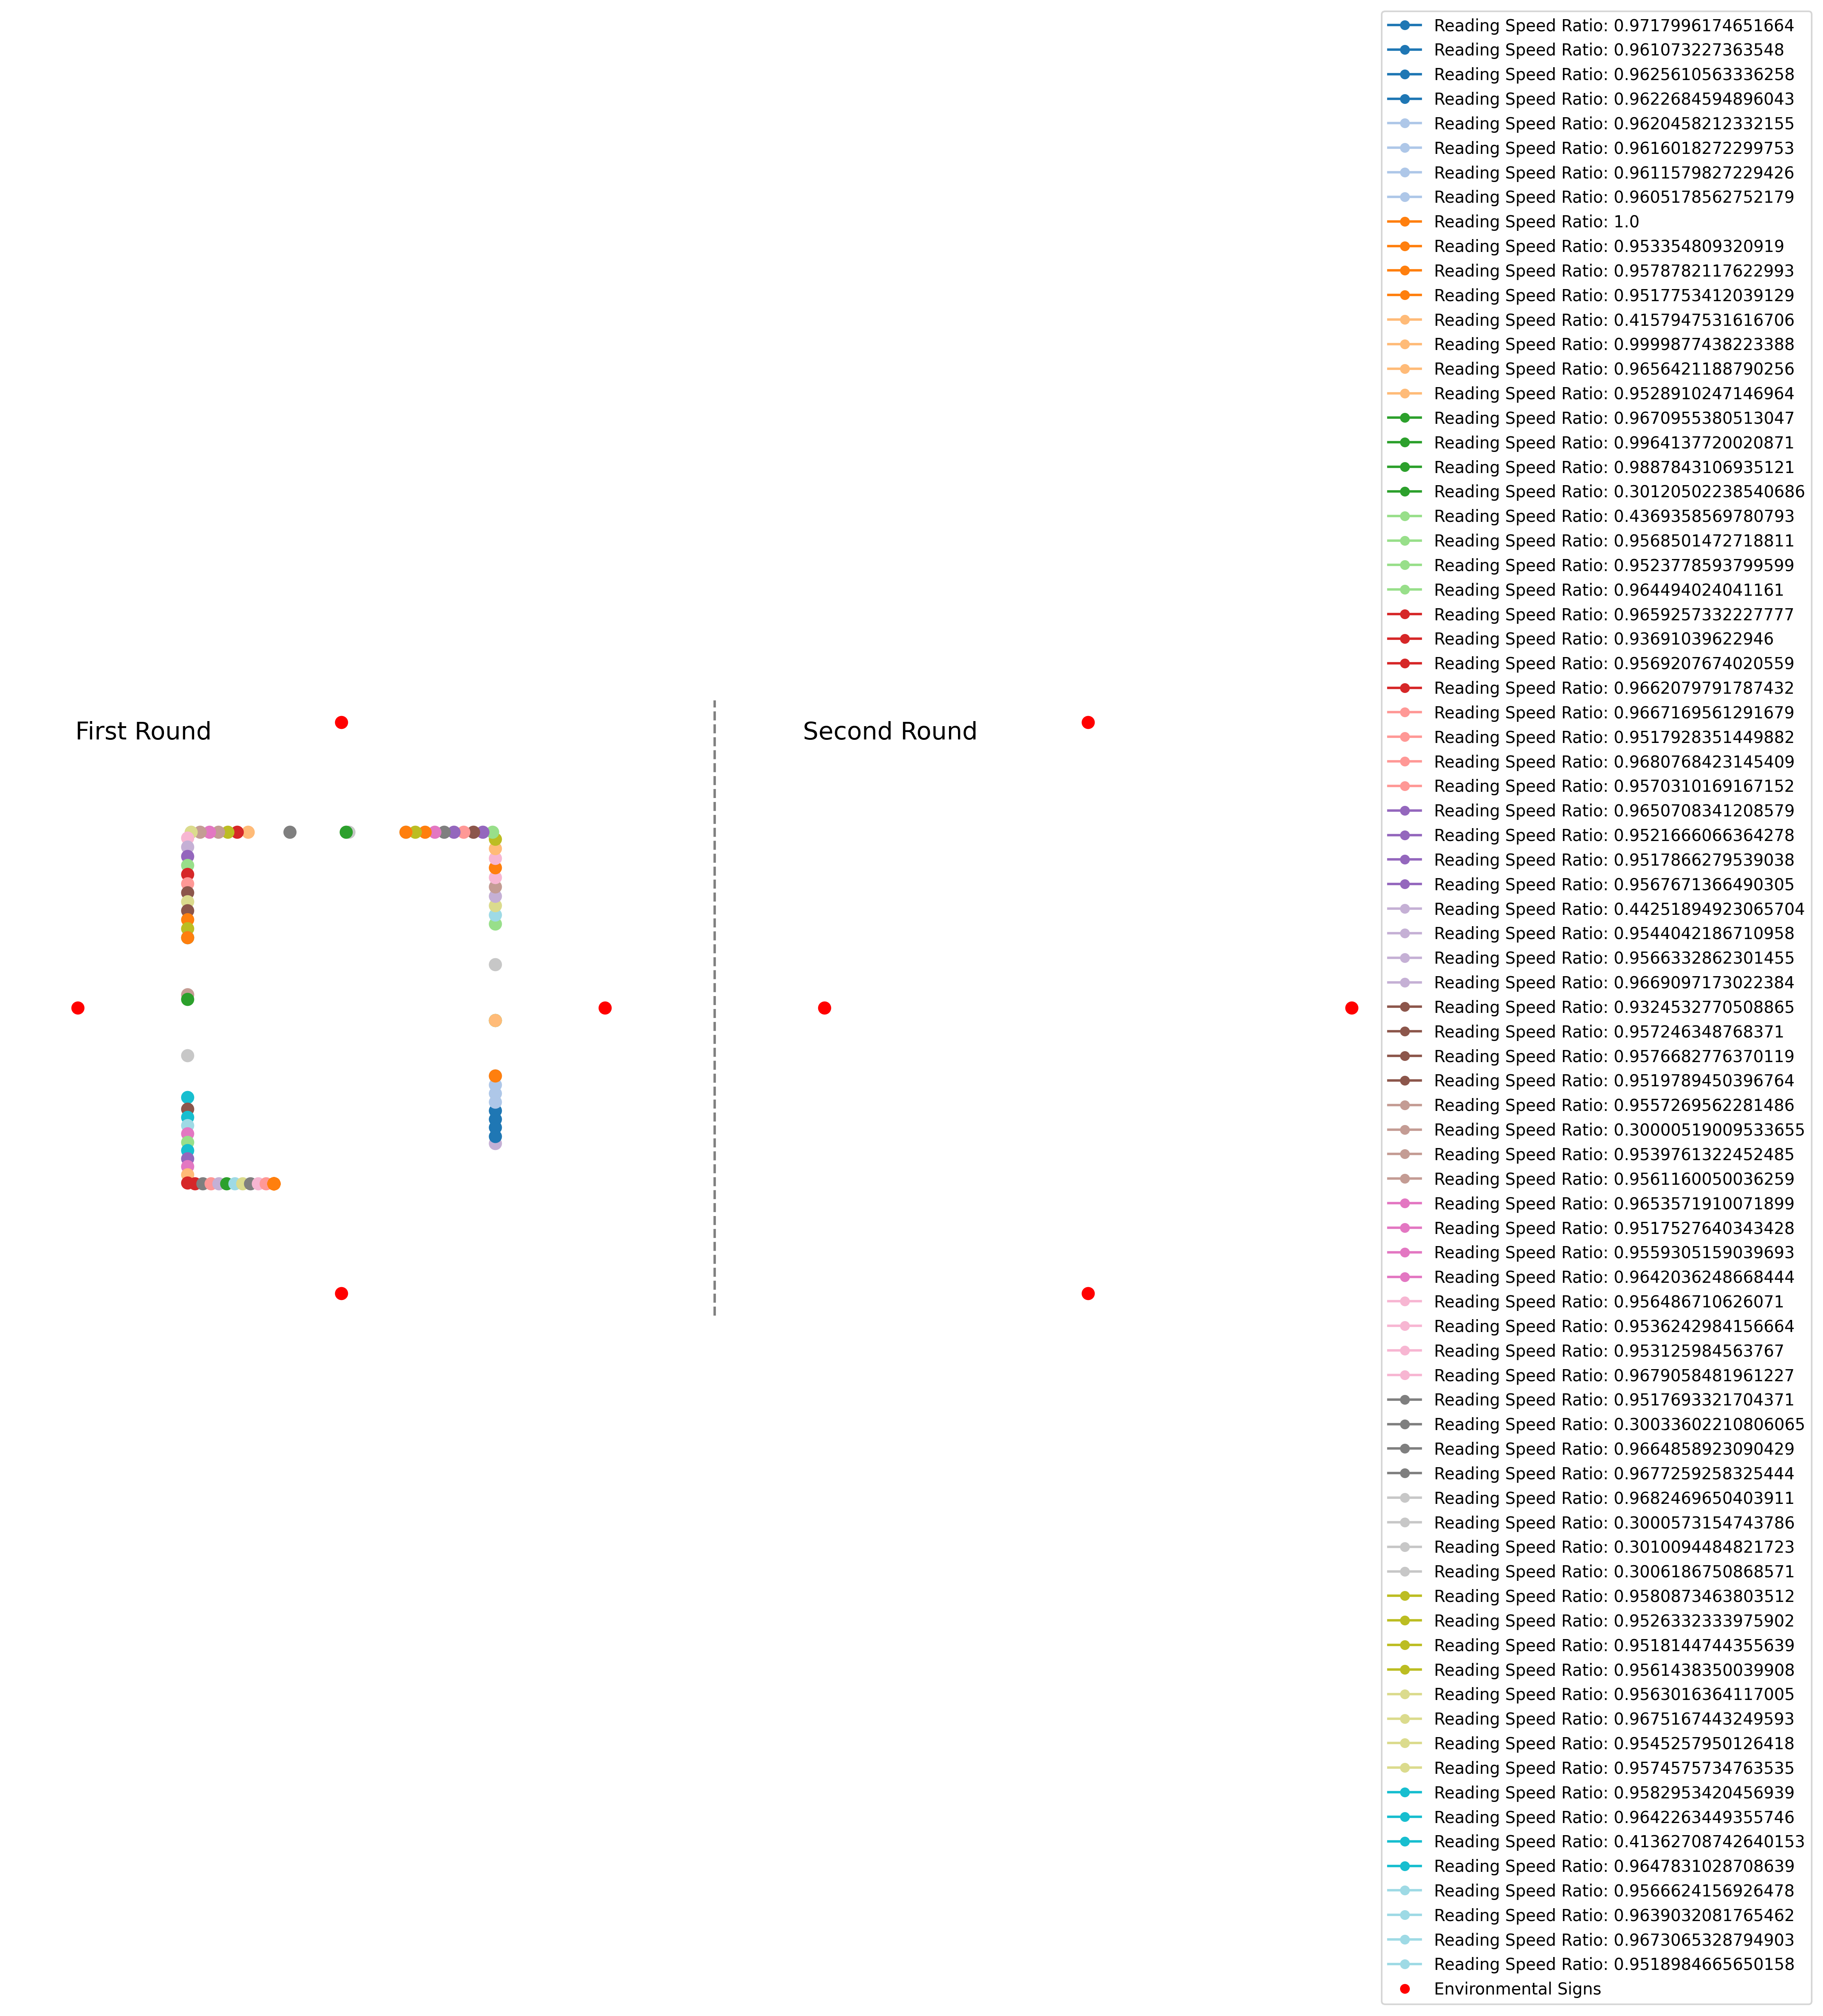 First Round
Second Round
Reading Speed Ratio: 0.9717996174651664
Reading Speed Ratio: 0.961073227363548
Reading Speed Ratio: 0.9625610563336258
Reading Speed Ratio: 0.9622684594896043
Reading Speed Ratio: 0.9620458212332155
Reading Speed Ratio: 0.9616018272299753
Reading Speed Ratio: 0.9611579827229426
Reading Speed Ratio: 0.9605178562752179
Reading Speed Ratio: 1.0
Reading Speed Ratio: 0.953354809320919
Reading Speed Ratio: 0.9578782117622993
Reading Speed Ratio: 0.9517753412039129
Reading Speed Ratio: 0.4157947531616706
Reading Speed Ratio: 0.9999877438223388
Reading Speed Ratio: 0.9656421188790256
Reading Speed Ratio: 0.9528910247146964
Reading Speed Ratio: 0.9670955380513047
Reading Speed Ratio: 0.9964137720020871
Reading Speed Ratio: 0.9887843106935121
Reading Speed Ratio: 0.30120502238540686
Reading Speed Ratio: 0.4369358569780793
Reading Speed Ratio: 0.9568501472718811
Reading Speed Ratio: 0.9523778593799599
Reading Speed Ratio: 0.964494024041161
Reading Speed Ratio: 0.9659257332227777
Reading Speed Ratio: 0.93691039622946
Reading Speed Ratio: 0.9569207674020559
Reading Speed Ratio: 0.9662079791787432
Reading Speed Ratio: 0.9667169561291679
Reading Speed Ratio: 0.9517928351449882
Reading Speed Ratio: 0.9680768423145409
Reading Speed Ratio: 0.9570310169167152
Reading Speed Ratio: 0.9650708341208579
Reading Speed Ratio: 0.9521666066364278
Reading Speed Ratio: 0.9517866279539038
Reading Speed Ratio: 0.9567671366490305
Reading Speed Ratio: 0.44251894923065704
Reading Speed Ratio: 0.9544042186710958
Reading Speed Ratio: 0.9566332862301455
Reading Speed Ratio: 0.9669097173022384
Reading Speed Ratio: 0.9324532770508865
Reading Speed Ratio: 0.957246348768371
Reading Speed Ratio: 0.9576682776370119
Reading Speed Ratio: 0.9519789450396764
Reading Speed Ratio: 0.9557269562281486
Reading Speed Ratio: 0.30000519009533655
Reading Speed Ratio: 0.9539761322452485
Reading Speed Ratio: 0.9561160050036259
Reading Speed Ratio: 0.9653571910071899
Reading Speed Ratio: 0.9517527640343428
Reading Speed Ratio: 0.9559305159039693
Reading Speed Ratio: 0.9642036248668444
Reading Speed Ratio: 0.956486710626071
Reading Speed Ratio: 0.9536242984156664
Reading Speed Ratio: 0.953125984563767
Reading Speed Ratio: 0.9679058481961227
Reading Speed Ratio: 0.9517693321704371
Reading Speed Ratio: 0.30033602210806065
Reading Speed Ratio: 0.9664858923090429
Reading Speed Ratio: 0.9677259258325444
Reading Speed Ratio: 0.9682469650403911
Reading Speed Ratio: 0.3000573154743786
Reading Speed Ratio: 0.3010094484821723
Reading Speed Ratio: 0.3006186750868571
Reading Speed Ratio: 0.9580873463803512
Reading Speed Ratio: 0.9526332333975902
Reading Speed Ratio: 0.9518144744355639
Reading Speed Ratio: 0.9561438350039908
Reading Speed Ratio: 0.9563016364117005
Reading Speed Ratio: 0.9675167443249593
Reading Speed Ratio: 0.9545257950126418
Reading Speed Ratio: 0.9574575734763535
Reading Speed Ratio: 0.9582953420456939
Reading Speed Ratio: 0.9642263449355746
Reading Speed Ratio: 0.41362708742640153
Reading Speed Ratio: 0.9647831028708639
Reading Speed Ratio: 0.9566624156926478
Reading Speed Ratio: 0.9639032081765462
Reading Speed Ratio: 0.9673065328794903
Reading Speed Ratio: 0.9518984665650158
Environmental Signs